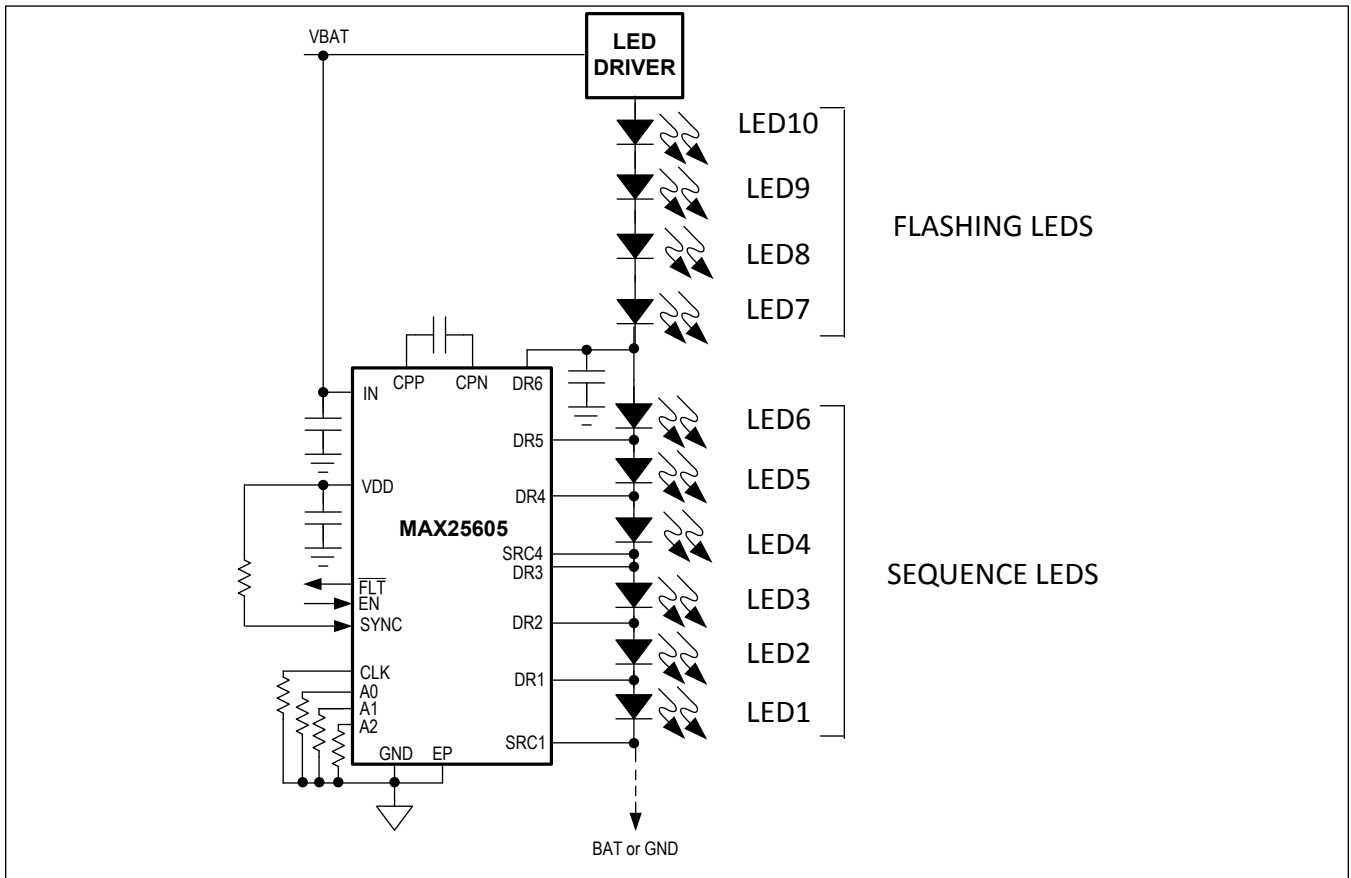 VBAT
LED
DRIVER
LED10
LED9
LED8
LED7
FLASHING LEDS
CPP
CPN
DR6
IN
DR5
VDD
DR4
MAX25605
SRC4
DR3
FLT
EN
SYNC
DR2
CLK
A0
A1
A2
DR1
SRC1
GND
EP
LED6
LED5
LED4
LED3
LED2
LED1
SEQUENCE LEDS
BAT or GND